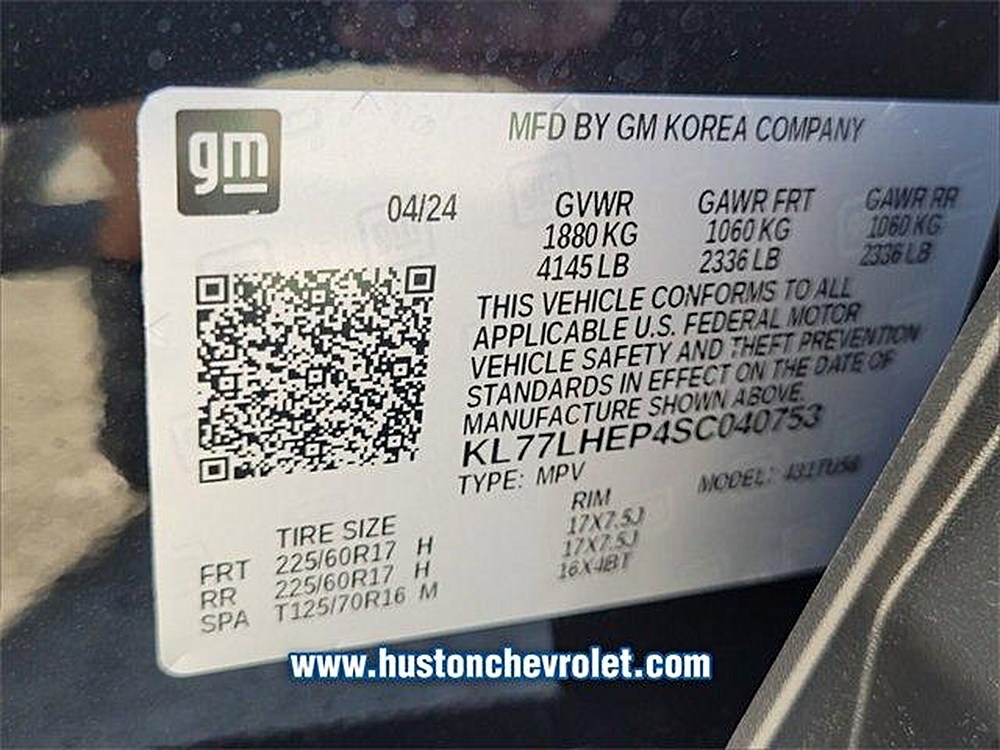 gm
MFD BY GM KOREA COMPANY
04/24
GVWR GAWR FRT GAWR RR
1880 KG 1060 KG 1060 KG
4145 LB 2336 LB 2336 LB
THIS VEHICLE CONFORMS TO ALL
APPLICABLE U.S. FEDERAL MOTOR
VEHICLE SAFETY AND THEFT PREVENTION
STANDARDS IN EFFECT ON THE DATE OF
MANUFACTURE SHOWN ABOVE.
KL77LHEP4SC040753
TYPE: MPV MODEL:
TIRE SIZE RIM
FRT 225/60R17 H 17X7.5J
RR 225/60R17 H 17X7.5J
SPA T125/70R16 M 16X4BT
www.hustonchevrolet.com